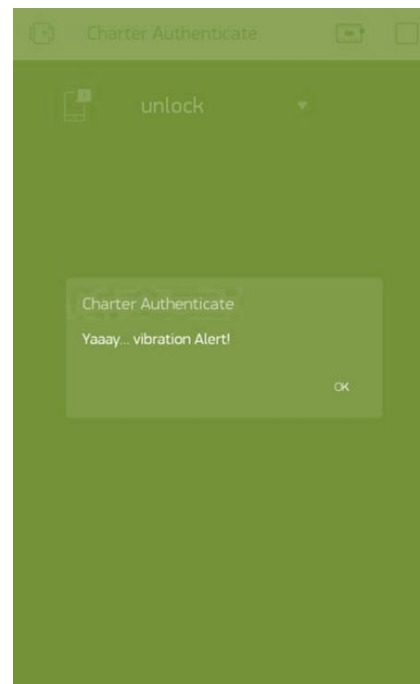 Charter Authenticate
unlock
Charter Authenticate
Yaaay... vibration Alert!
OK